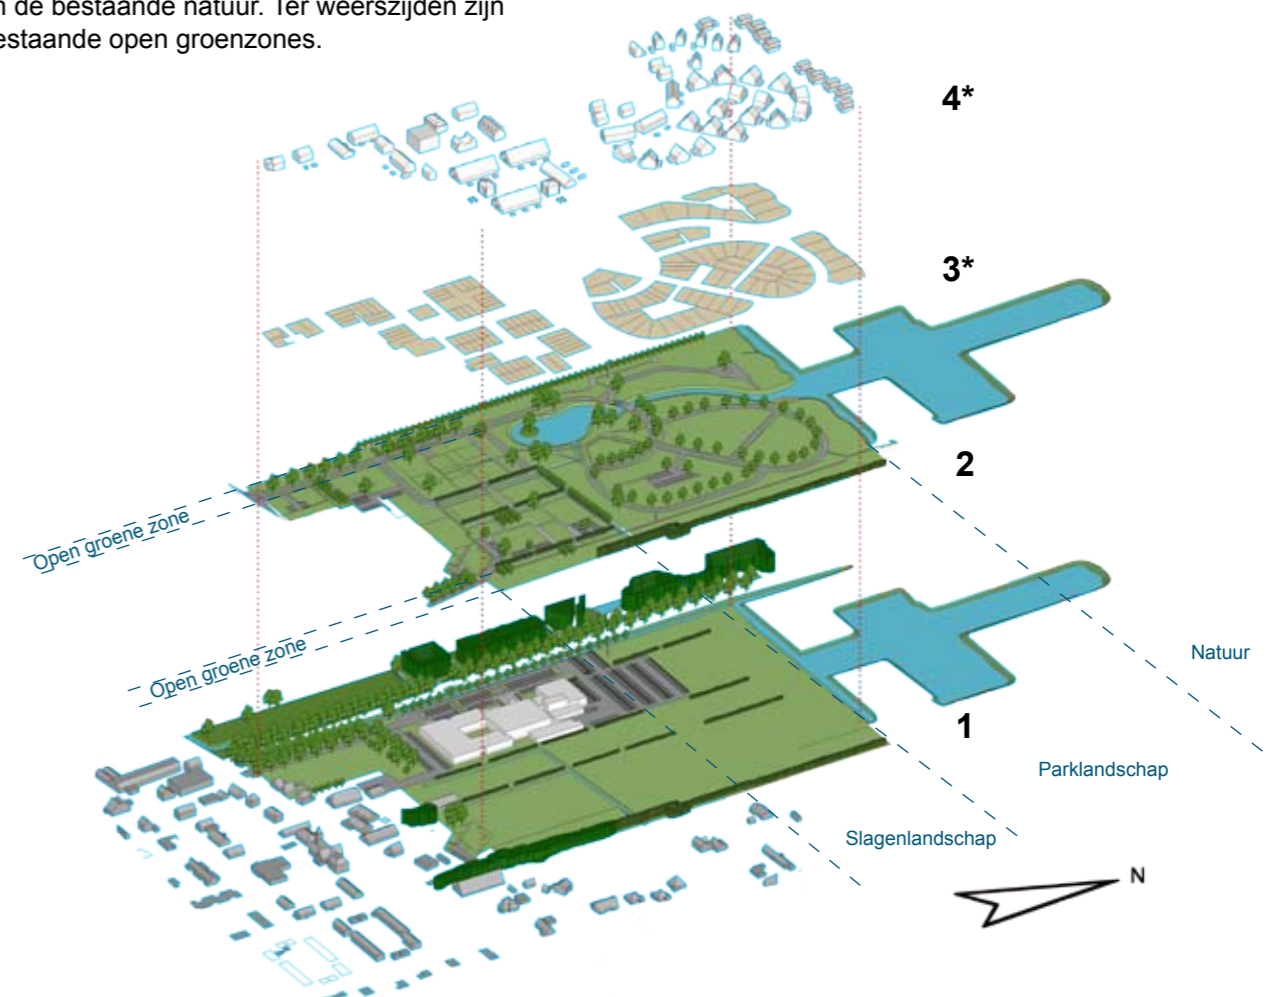 de bestaande natuur. Ter weerszijden zijn
estaande open groenzones.
4*
3*
2
Open groene zone
Open groene zone
Natuur
1
Parklandschap
Slagenlandschap
N